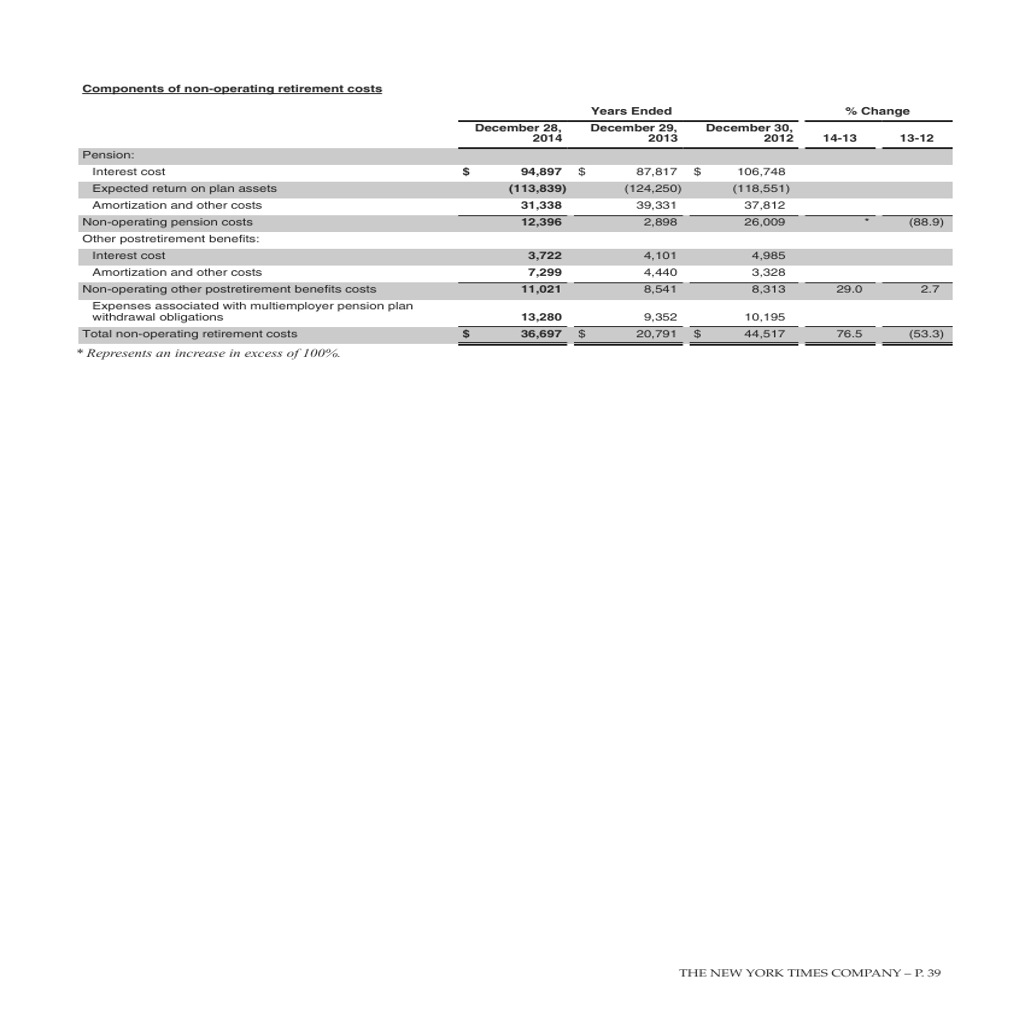 Components of non-operating retirement costs
Years Ended % Change
December 28, 2014 December 29, 2013 December 30, 2012 14-13 13-12
Pension:
Interest cost $ 94,897 $ 87,817 $ 106,748
Expected return on plan assets (113,839) (124,250) (118,551)
Amortization and other costs 31,338 39,331 37,812
Non-operating pension costs 12,396 2,898 26,009 * (88.9)
Other postretirement benefits:
Interest cost 3,722 4,101 4,985
Amortization and other costs 7,299 4,440 3,328
Non-operating other postretirement benefits costs 11,021 8,541 8,313 29.0 2.7
Expenses associated with multiemployer pension plan
withdrawal obligations 13,280 9,352 10,195
Total non-operating retirement costs $ 36,697 $ 20,791 $ 44,517 76.5 (53.3)
* Represents an increase in excess of 100%.
THE NEW YORK TIMES COMPANY – P. 39